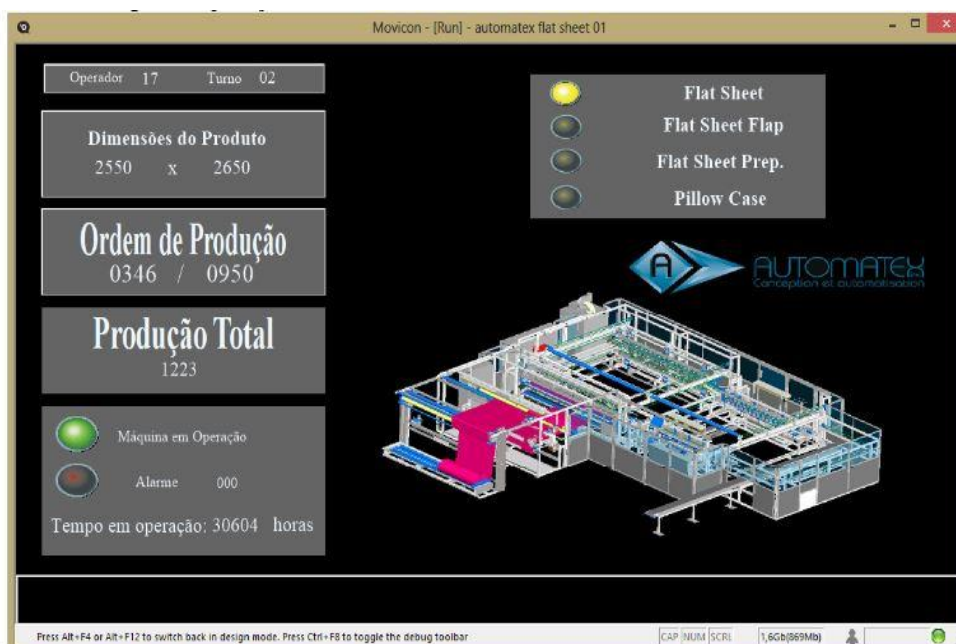 Movicon - [Run] - automatex flat sheet 01
Operador 17 Turno 02
Dimensões do Produto
2550 x 2650
Ordem de Produção
0346 / 0950
Produção Total
1223
Máquina em Operação
Alarme 000
Tempo em operação: 30604 horas
Flat Sheet
Flat Sheet Flap
Flat Sheet Prep.
Pillow Case
A
AUTOMATEX
Conception et automatisation
Press Alt+F4 or Alt+F12 to switch back in design mode. Press Ctrl+F8 to toggle the debug toolbar
CAP NUM SCRL 1,6Gb(869Mb)